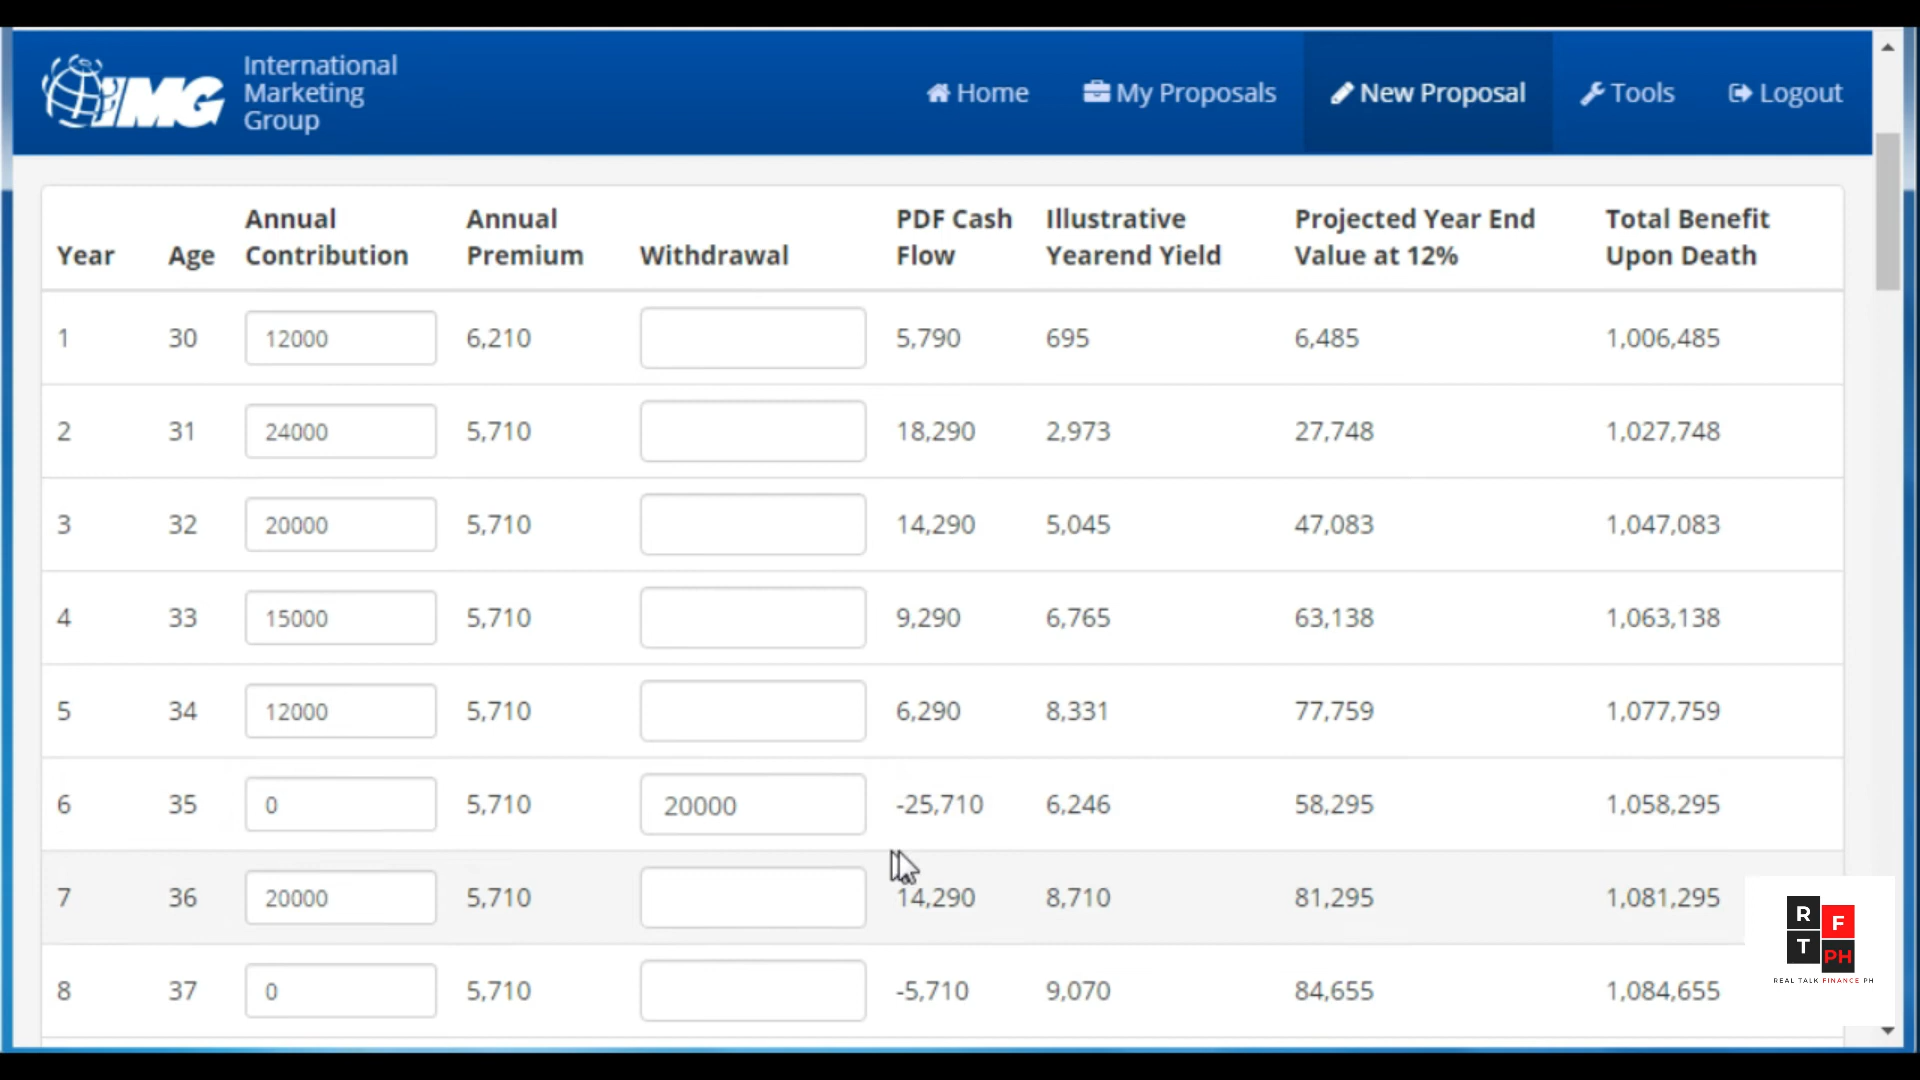 IMG
International
Marketing
Group
Home
My Proposals
New Proposal
Tools
Logout
Year Age Annual Contribution Annual Premium Withdrawal PDF Cash Flow Illustrative Yearend Yield Projected Year End Value at 12% Total Benefit Upon Death
1 30 12000 6,210 5,790 695 6,485 1,006,485
2 31 24000 5,710 18,290 2,973 27,748 1,027,748
3 32 20000 5,710 14,290 5,045 47,083 1,047,083
4 33 15000 5,710 9,290 6,765 63,138 1,063,138
5 34 12000 5,710 6,290 8,331 77,759 1,077,759
6 35 0 5,710 20000 -25,710 6,246 58,295 1,058,295
7 36 20000 5,710 14,290 8,710 81,295 1,081,295
8 37 0 5,710 -5,710 9,070 84,655 1,084,655
R F
T PH
REAL TALK FINANCE PH